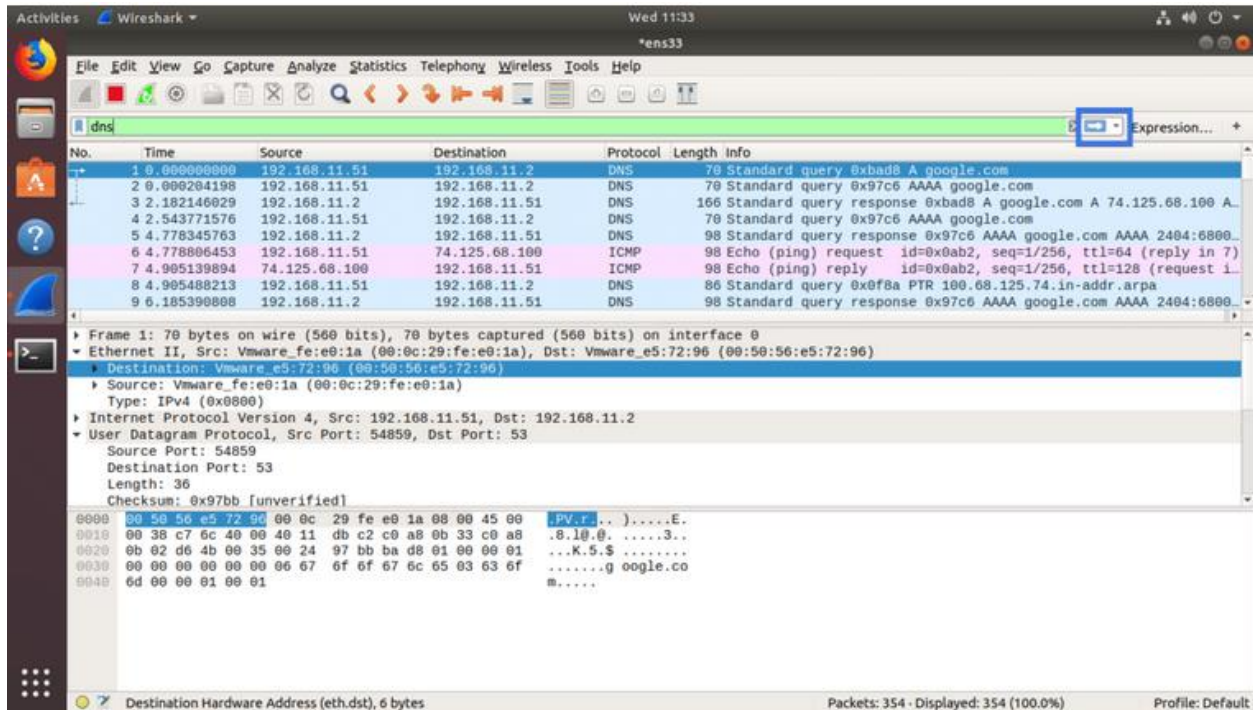 Activities Wireshark Wed 11:33
*ens33
File Edit View Go Capture Analyze Statistics Telephony Wireless Tools Help
dns Expression... +
No. Time Source Destination Protocol Length Info
1 0.000000000 192.168.11.51 192.168.11.2 DNS 70 Standard query 0xbad8 A google.com
2 0.000204198 192.168.11.51 192.168.11.2 DNS 70 Standard query 0x97c6 AAAA google.com
3 2.182146029 192.168.11.2 192.168.11.51 DNS 166 Standard query response 0xbad8 A google.com A 74.125.68.100 A…
4 2.543771576 192.168.11.51 192.168.11.2 DNS 70 Standard query 0x97c6 AAAA google.com
5 4.778345763 192.168.11.2 192.168.11.51 DNS 98 Standard query response 0x97c6 AAAA google.com AAAA 2404:6800…
6 4.778806453 192.168.11.51 74.125.68.100 ICMP 98 Echo (ping) request id=0x0ab2, seq=1/256, ttl=64 (reply in 7)
7 4.905139894 74.125.68.100 192.168.11.51 ICMP 98 Echo (ping) reply id=0x0ab2, seq=1/256, ttl=128 (request i…
8 4.905488213 192.168.11.51 192.168.11.2 DNS 86 Standard query 0x0f8a PTR 100.68.125.74.in-addr.arpa
9 6.185390808 192.168.11.2 192.168.11.51 DNS 98 Standard query response 0x97c6 AAAA google.com AAAA 2404:6800…
Frame 1: 70 bytes on wire (560 bits), 70 bytes captured (560 bits) on interface 0
Ethernet II, Src: Vmware_fe:e0:1a (00:0c:29:fe:e0:1a), Dst: Vmware_e5:72:96 (00:50:56:e5:72:96)
Destination: Vmware_e5:72:96 (00:50:56:e5:72:96)
Source: Vmware_fe:e0:1a (00:0c:29:fe:e0:1a)
Type: IPv4 (0x0800)
Internet Protocol Version 4, Src: 192.168.11.51, Dst: 192.168.11.2
User Datagram Protocol, Src Port: 54859, Dst Port: 53
Source Port: 54859
Destination Port: 53
Length: 36
Checksum: 0x97bb [unverified]
0000 00 50 56 e5 72 96 00 0c 29 fe e0 1a 08 00 45 00 .PV.r... ).....E.
0010 00 38 c7 6c 40 00 40 11 db c2 c0 a8 0b 33 c0 a8 .8.l@.@. .....3..
0020 0b 02 d6 4b 00 35 00 24 97 bb ba d8 01 00 00 01 ...K.5.$ ........
0030 00 00 00 00 00 00 06 67 6f 6f 67 6c 65 03 63 6f .......g oogle.co
0040 6d 00 00 01 00 01 m.....
Destination Hardware Address (eth.dst), 6 bytes Packets: 354 · Displayed: 354 (100.0%) Profile: Default